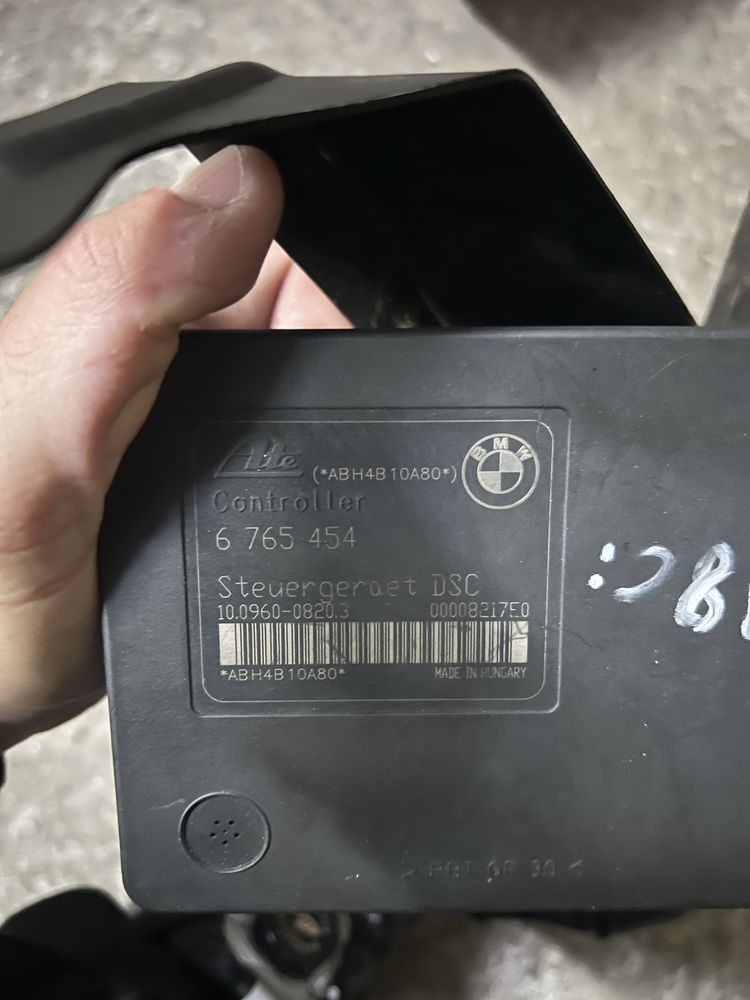 Ate (*ABH4B10A80*) BMW
Controller
6 765 454
Steuergeraet DSC
10.0960-0820.3 00008217E0
*ABH4B10A80* MADE IN HUNGARY
> PBT GF 30 <